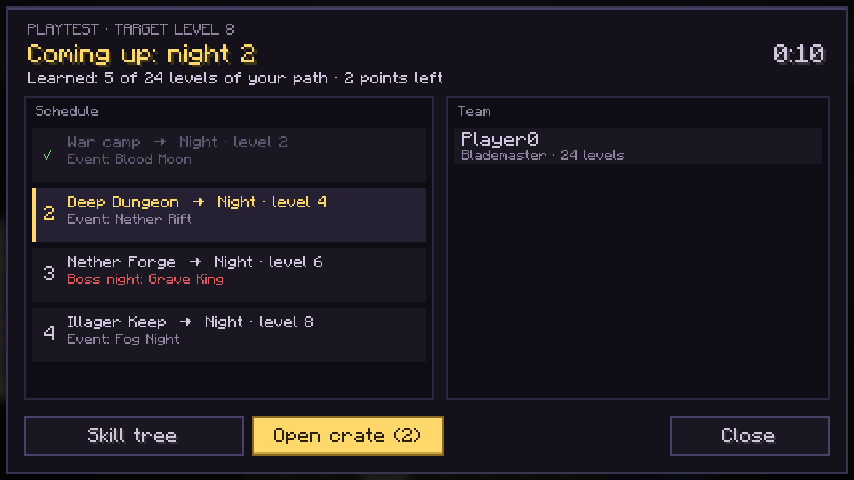 PLAYTEST · TARGET LEVEL 8
Coming up: night 2
0:10
Learned: 5 of 24 levels of your path · 2 points left
Schedule
✓
War camp → Night · level 2
Event: Blood Moon
2
Deep Dungeon → Night · level 4
Event: Nether Rift
3
Nether Forge → Night · level 6
Boss night: Grave King
4
Illager Keep → Night · level 8
Event: Fog Night
Team
Player0
Blademaster · 24 levels
Skill tree
Open crate (2)
Close